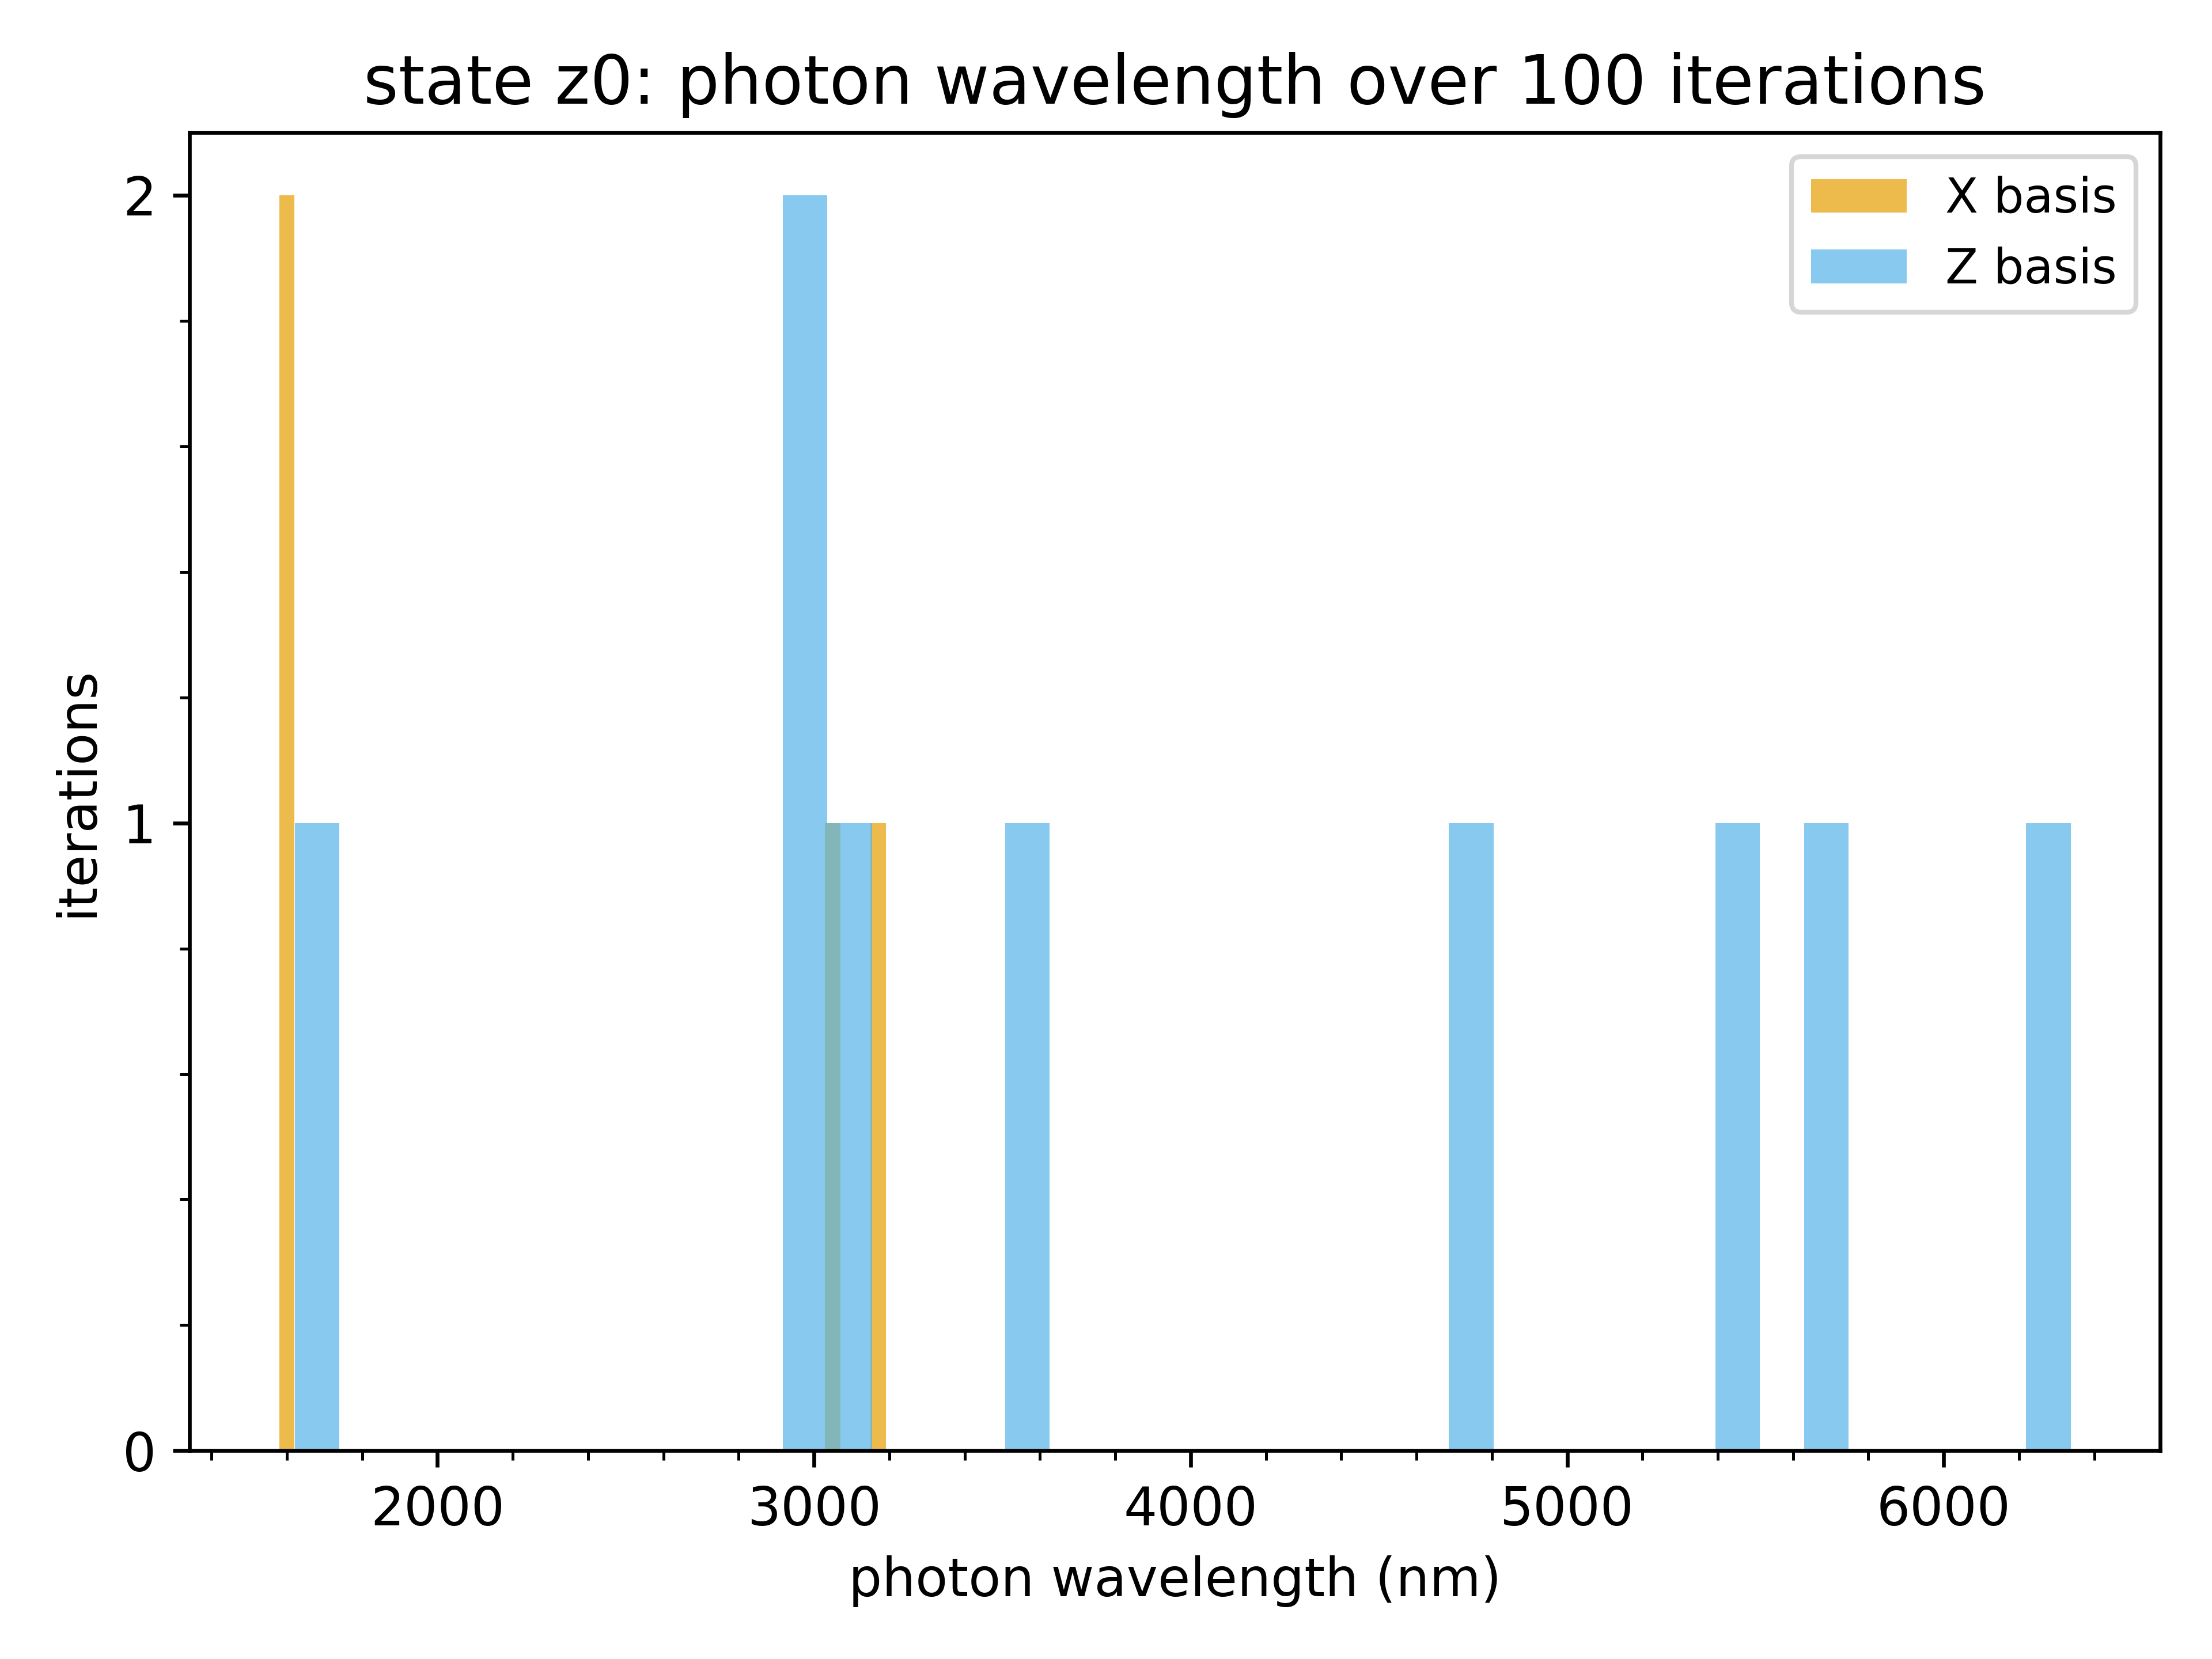 state z0: photon wavelength over 100 iterations
X basis
Z basis
2
1
0
iterations
2000 3000 4000 5000 6000
photon wavelength (nm)